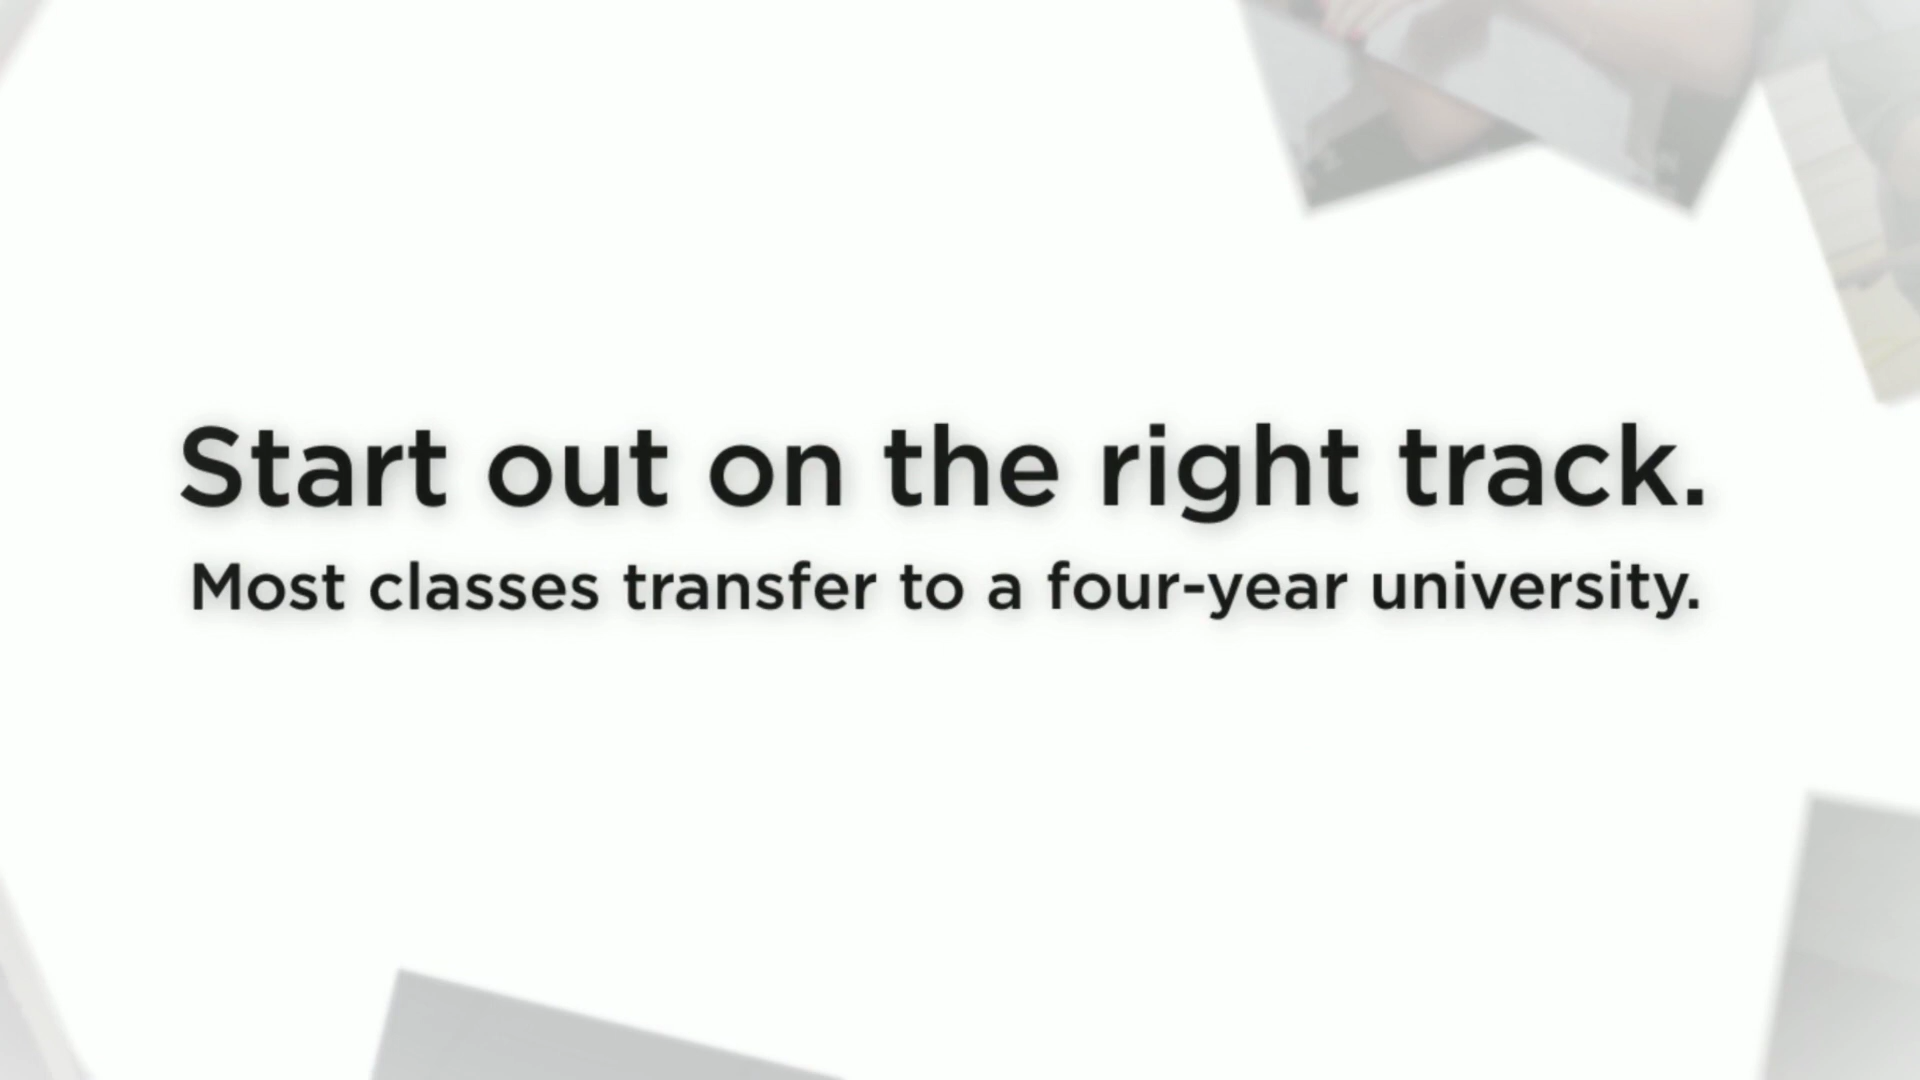 Start out on the right track.
Most classes transfer to a four-year university.